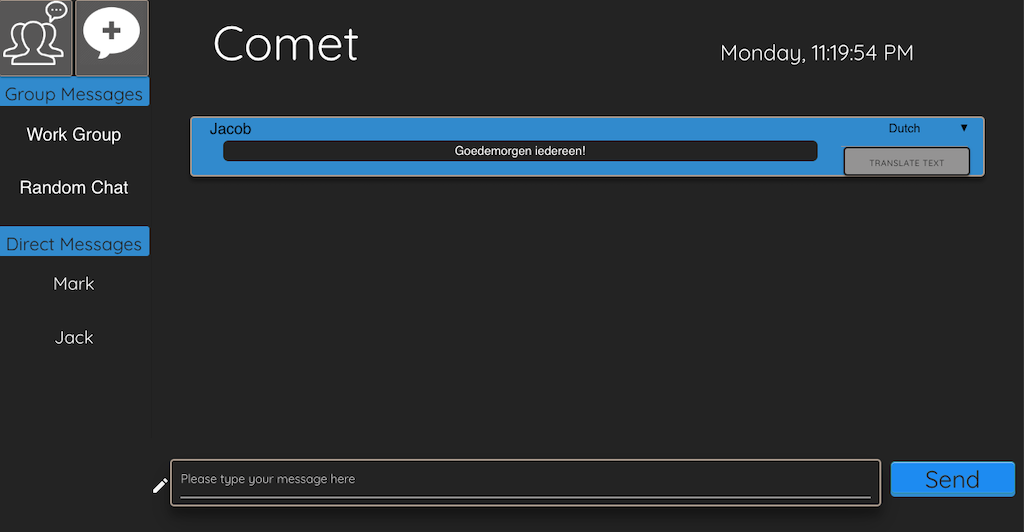 Comet
Monday, 11:19:54 PM
Group Messages
Work Group
Random Chat
Direct Messages
Mark
Jack
Jacob
Dutch
Goedemorgen iedereen!
TRANSLATE TEXT
Please type your message here
Send